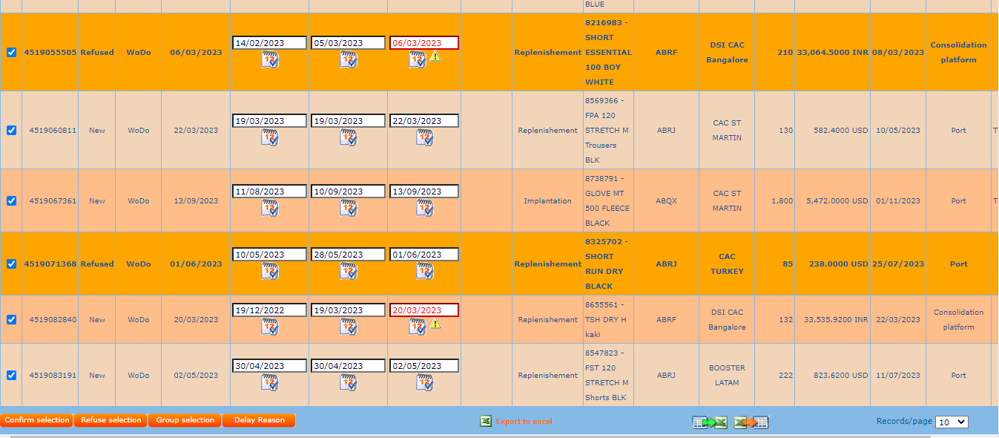 BLUE
4519055505 Refused WoDo 06/03/2023 14/02/2023 05/03/2023 06/03/2023 Replenishement 8216983 - ABRF DSI CAC 210 33,064.5000 INR 08/03/2023 Consolidation
SHORT Bangalore platform
ESSENTIAL
100 BOY
WHITE
4519060811 New WoDo 22/03/2023 19/03/2023 19/03/2023 22/03/2023 Replenishement 8569366 - ABRJ CAC ST 130 582.4000 USD 10/05/2023 Port T
FPA 120 MARTIN
STRETCH M
Trousers
BLK
4519067361 New WoDo 13/09/2023 11/08/2023 10/09/2023 13/09/2023 Implantation 8738791 - ABQX CAC ST 1,800 5,472.0000 USD 01/11/2023 Port T
GLOVE MT MARTIN
500 FLEECE
BLACK
4519071368 Refused WoDo 01/06/2023 10/05/2023 28/05/2023 01/06/2023 Replenishement 8325702 - ABRJ CAC 85 238.0000 USD 25/07/2023 Port
SHORT TURKEY
RUN DRY
BLACK
4519082840 New WoDo 20/03/2023 19/12/2022 19/03/2023 20/03/2023 Replenishement 8655561 - ABRF DSI CAC 132 33,535.9200 INR 22/03/2023 Consolidation
TSH DRY H Bangalore platform
kaki
4519083191 New WoDo 02/05/2023 30/04/2023 30/04/2023 02/05/2023 Replenishement 8547823 - ABRJ BOOSTER 222 823.6200 USD 11/07/2023 Port
FST 120 LATAM
STRETCH M
Shorts BLK
Confirm selection Refuse selection Group selection Delay Reason Export to excel Records/page 10